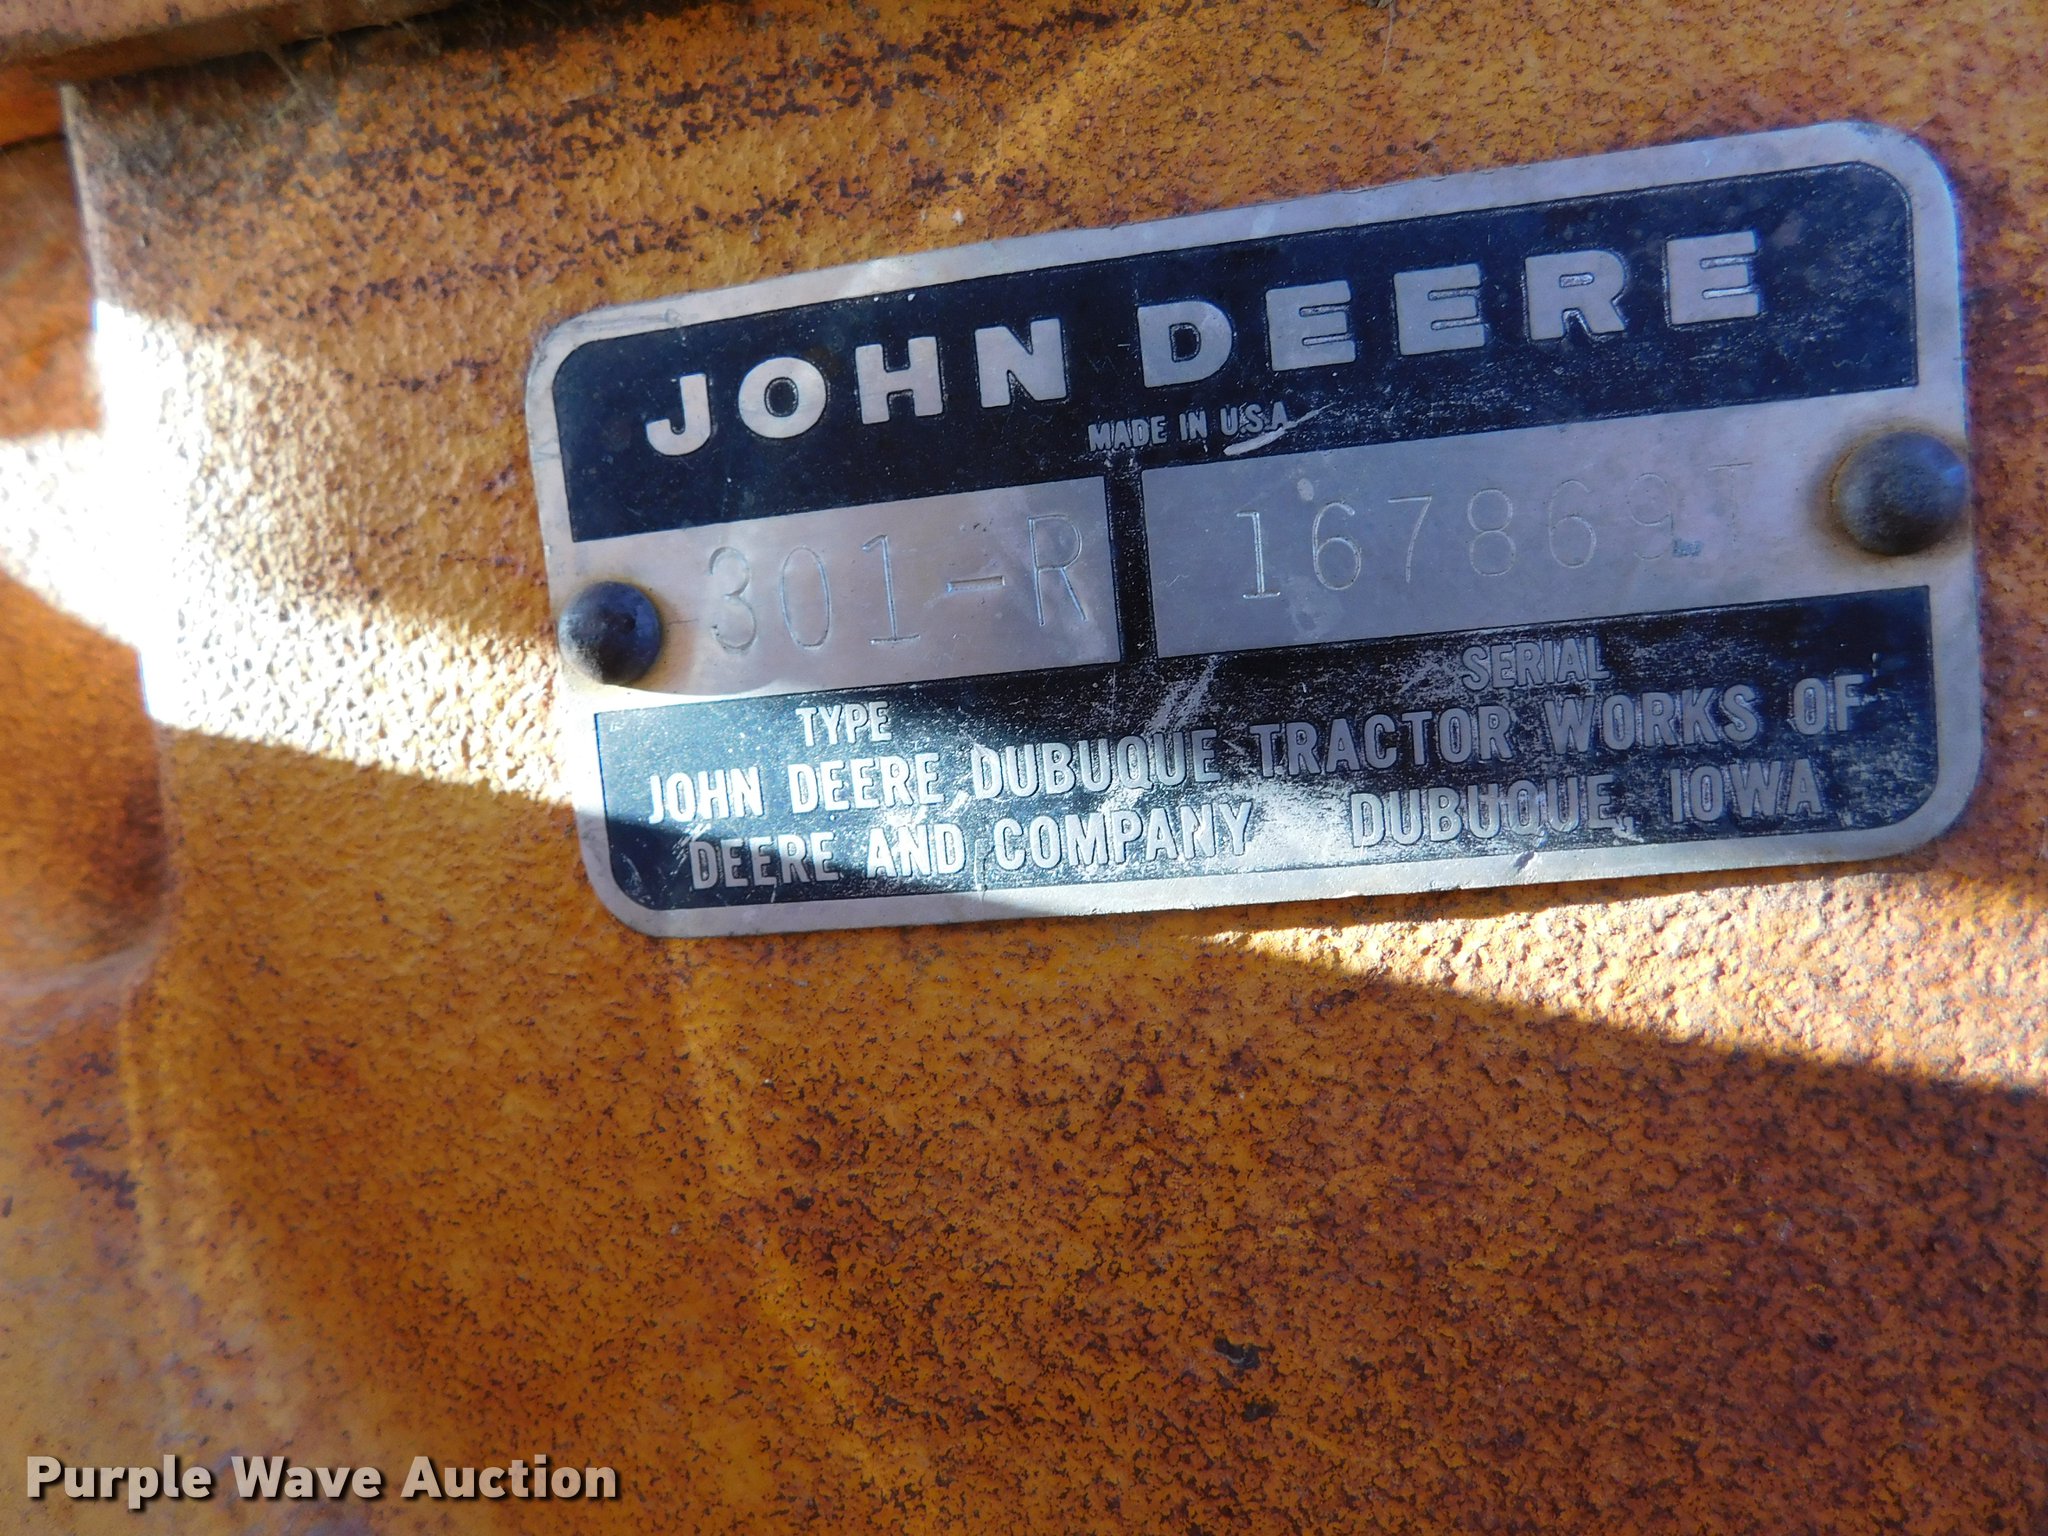 JOHN DEERE
MADE IN U.S.A.
301-R 167869T
TYPE SERIAL
JOHN DEERE DUBUQUE TRACTOR WORKS OF
DEERE AND COMPANY DUBUQUE, IOWA
Purple Wave Auction